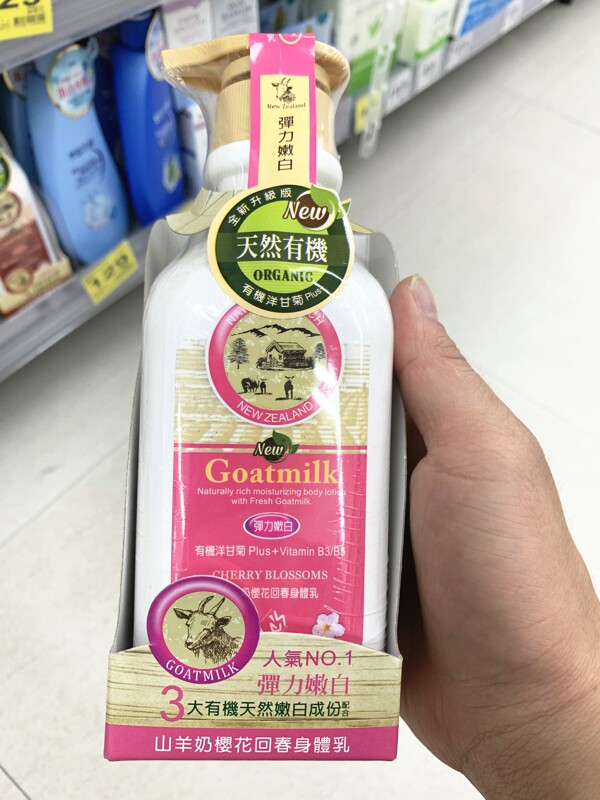 New Zealand
彈力嫩白
全新升級版
New
天然有機
ORGANIC
有機洋甘菊 Plus
NEW ZEALAND
New
Goatmilk
Naturally rich moisturizing body lotion
with Fresh Goatmilk.
彈力嫩白
有機洋甘菊 Plus+Vitamin B3/B5
CHERRY BLOSSOMS
奶櫻花回春身體乳
GOATMILK
人氣NO.1
彈力嫩白
3大有機天然嫩白成份配合
山羊奶櫻花回春身體乳
129